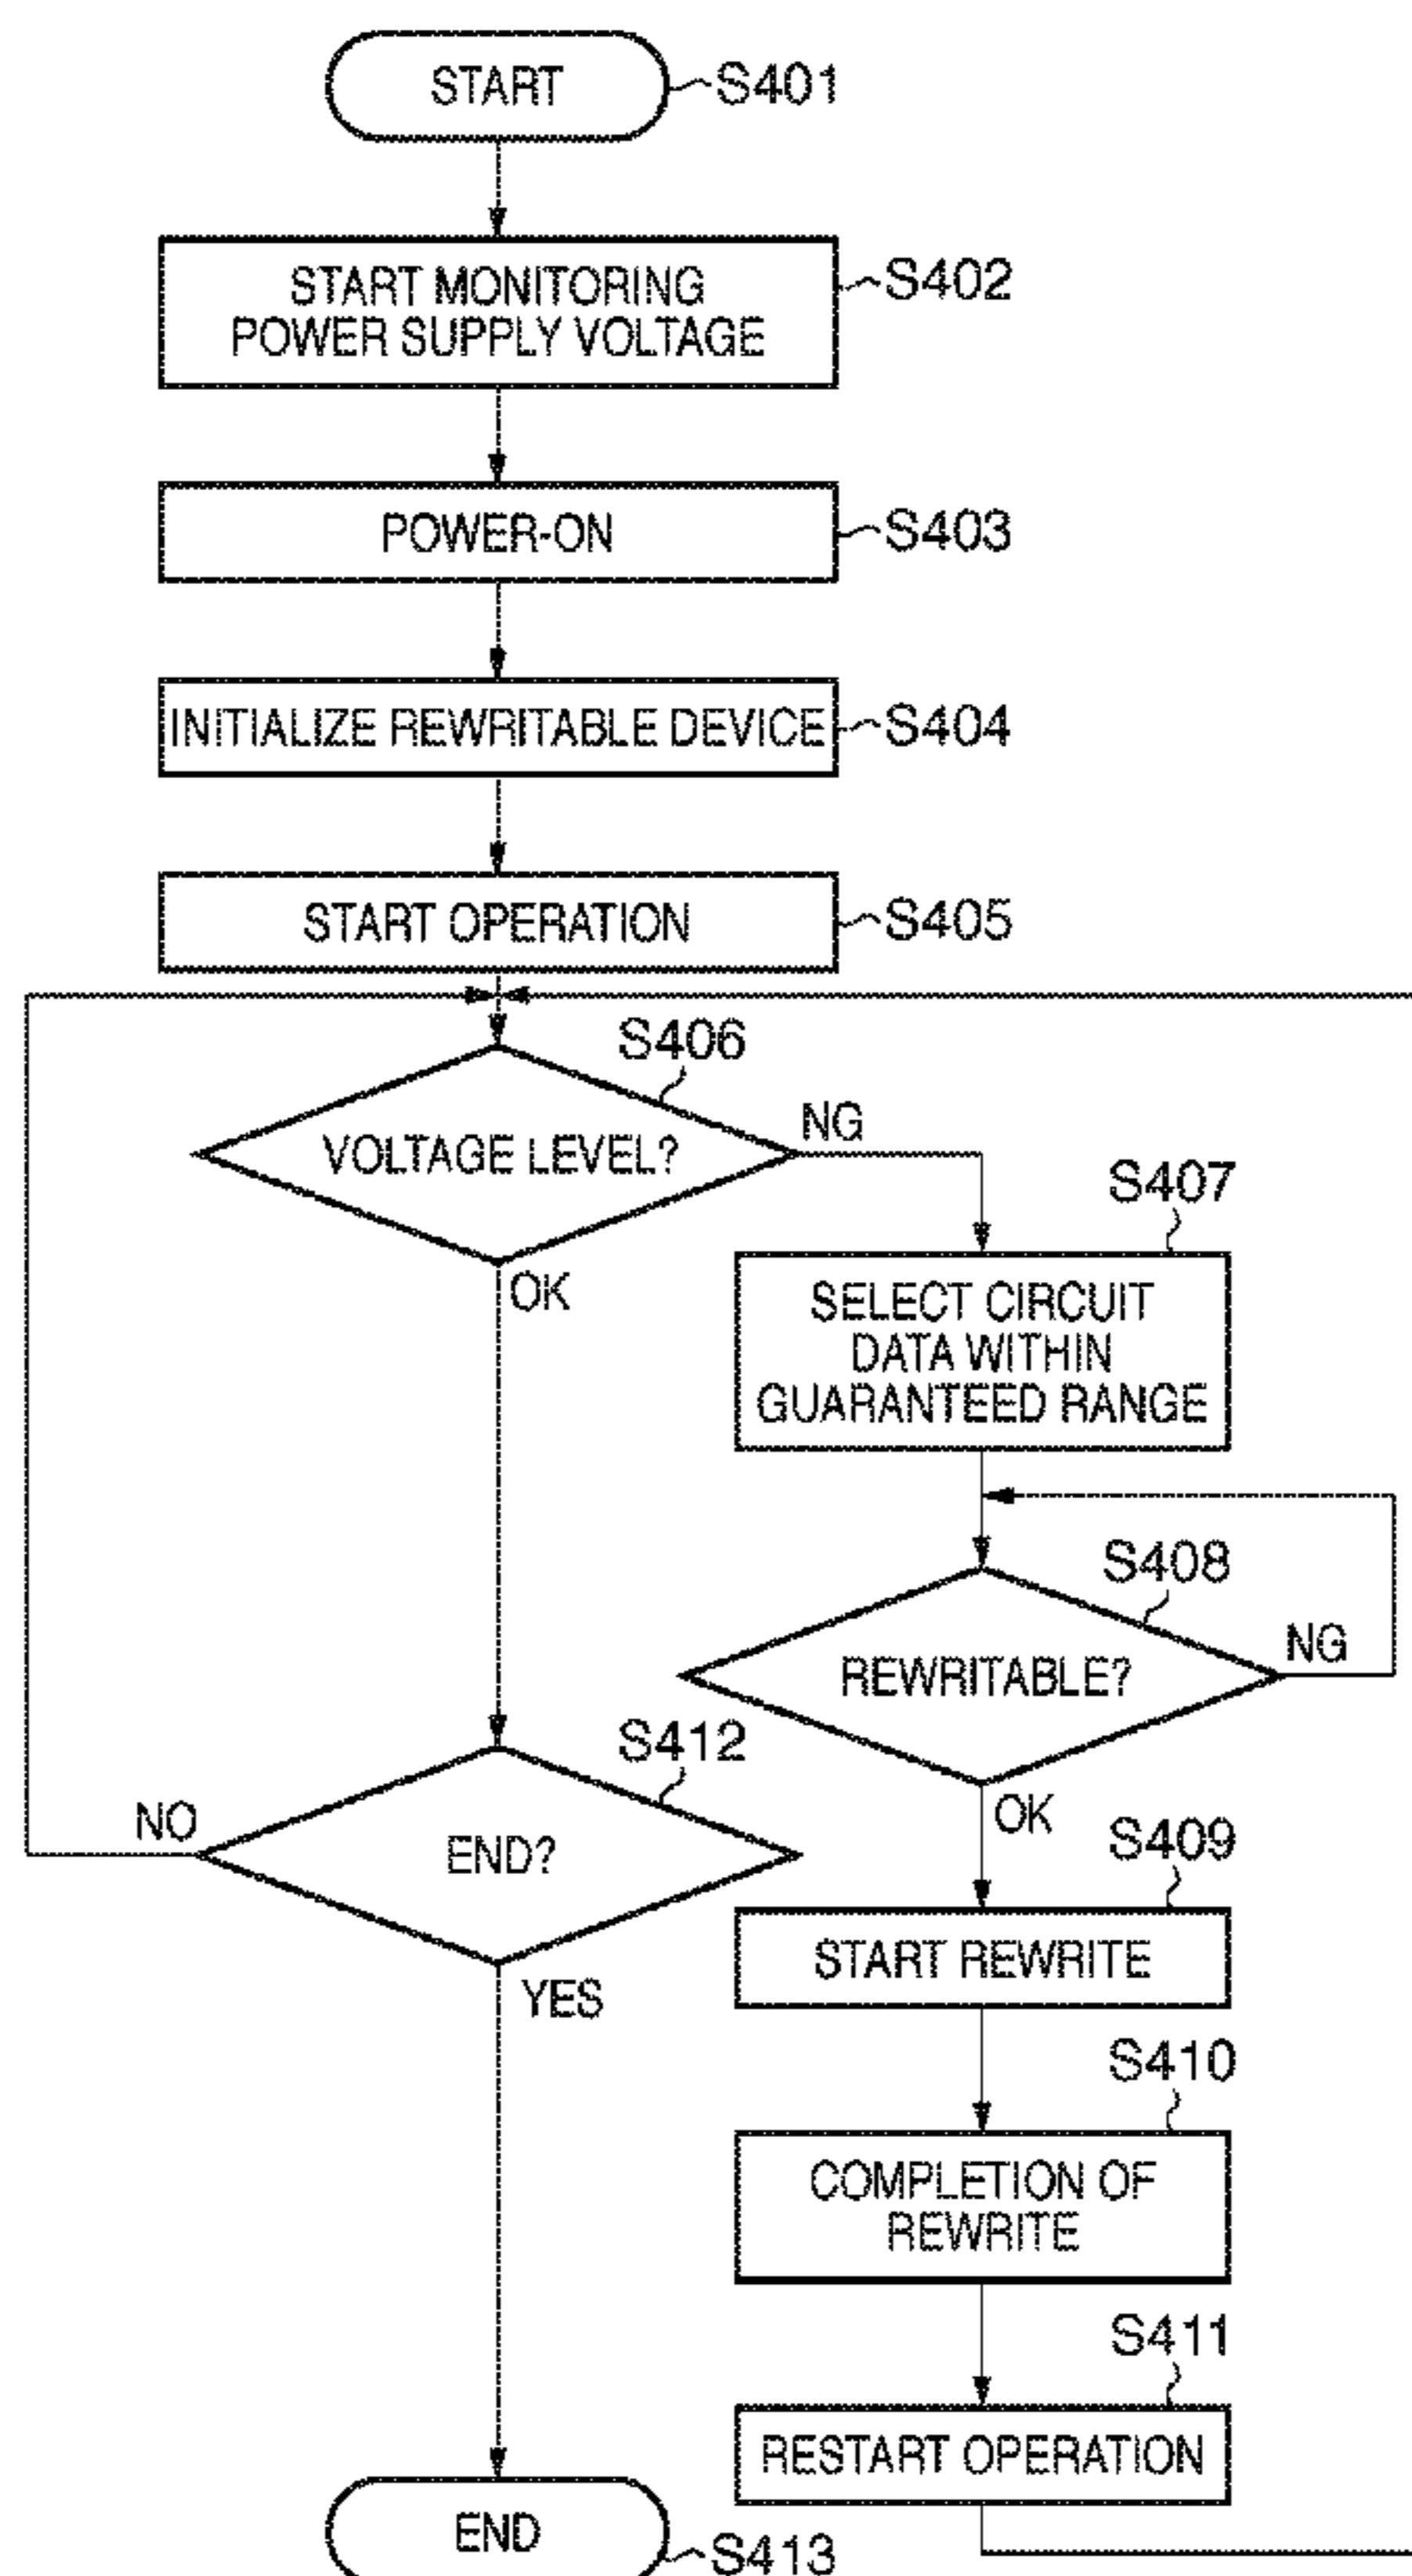 START
S401
START MONITORING
POWER SUPPLY VOLTAGE
S402
POWER-ON
S403
INITIALIZE REWRITABLE DEVICE
S404
START OPERATION
S405
S406
VOLTAGE LEVEL?
NG
OK
S407
SELECT CIRCUIT
DATA WITHIN
GUARANTEED RANGE
S408
REWRITABLE?
NG
OK
S412
END?
NO
YES
S409
START REWRITE
S410
COMPLETION OF
REWRITE
S411
RESTART OPERATION
END
S413